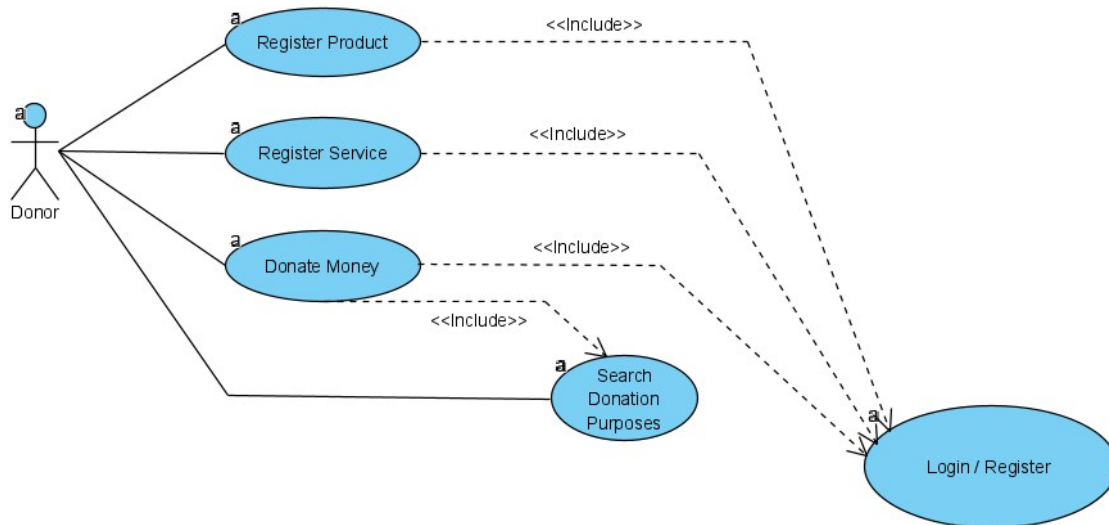 a
Register Product
<<Include>>
a
Donor
a
Register Service
<<Include>>
a
Donate Money
<<Include>>
<<Include>>
a
Search
Donation
Purposes
a
Login / Register